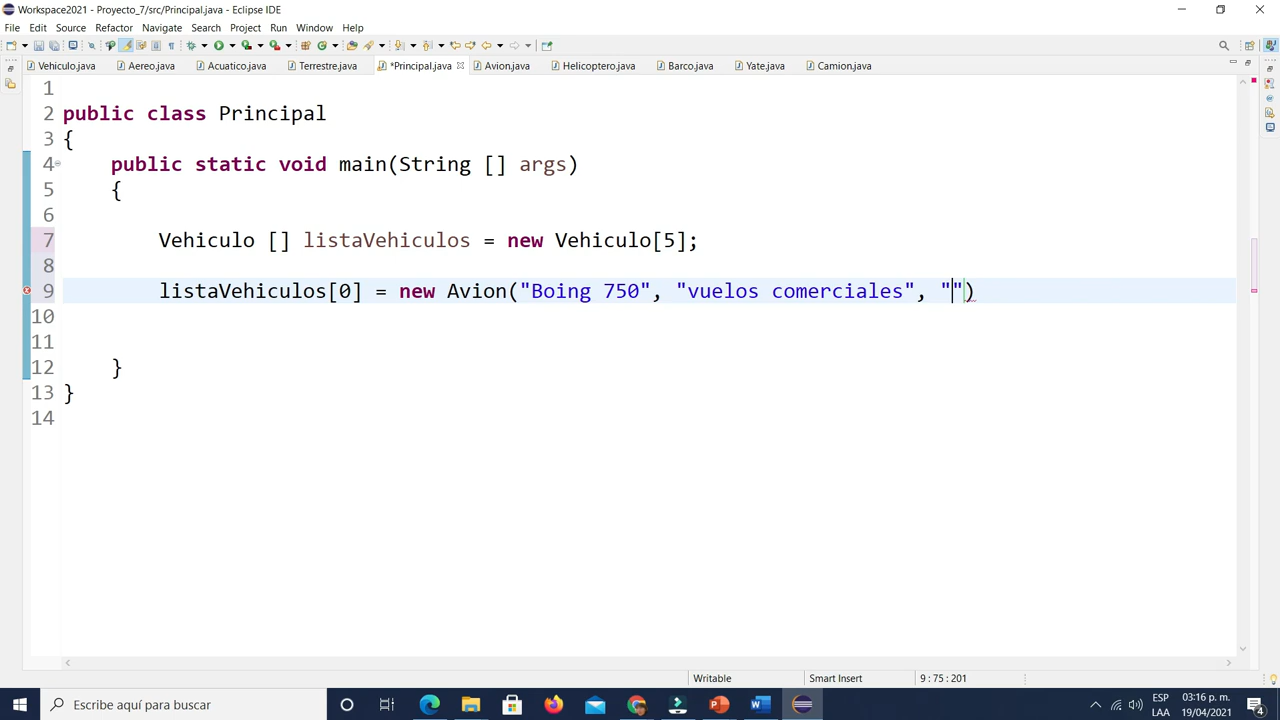 Workspace2021 - Proyecto_7/src/Principal.java - Eclipse IDE
File Edit Source Refactor Navigate Search Project Run Window Help
Vehiculo.java Aereo.java Acuatico.java Terrestre.java *Principal.java Avion.java Helicoptero.java Barco.java Yate.java Camion.java
1
2 public class Principal
3 {
4 public static void main(String [] args)
5 {
6
7 Vehiculo [] listaVehiculos = new Vehiculo[5];
8
9 listaVehiculos[0] = new Avion("Boing 750", "vuelos comerciales", "")
10
11
12 }
13 }
14
Writable Smart Insert 9 : 75 : 201
Escribe aquí para buscar
ESP 03:16 p. m.
LAA 19/04/2021 4